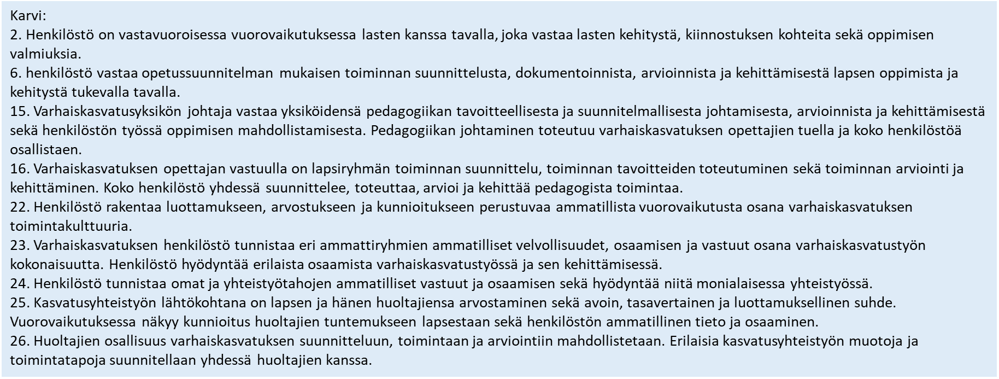 Karvi:
2. Henkilöstö on vastavuoroisessa vuorovaikutuksessa lasten kanssa tavalla, joka vastaa lasten kehitystä, kiinnostuksen kohteita sekä oppimisen
valmiuksia.
6. henkilöstö vastaa opetussuunnitelman mukaisen toiminnan suunnittelusta, dokumentoinnista, arvioinnista ja kehittämisestä lapsen oppimista ja
kehitystä tukevalla tavalla.
15. Varhaiskasvatusyksikön johtaja vastaa yksiköidensä pedagogiikan tavoitteellisesta ja suunnitelmallisesta johtamisesta, arvioinnista ja kehittämisestä
sekä henkilöstön työssä oppimisen mahdollistamisesta. Pedagogiikan johtaminen toteutuu varhaiskasvatuksen opettajien tuella ja koko henkilöstöä
osallistaen.
16. Varhaiskasvatuksen opettajan vastuulla on lapsiryhmän toiminnan suunnittelu, toiminnan tavoitteiden toteutuminen sekä toiminnan arviointi ja
kehittäminen. Koko henkilöstö yhdessä suunnittelee, toteuttaa, arvioi ja kehittää pedagogista toimintaa.
22. Henkilöstö rakentaa luottamukseen, arvostukseen ja kunnioitukseen perustuvaa ammatillista vuorovaikutusta osana varhaiskasvatuksen
toimintakulttuuria.
23. Varhaiskasvatuksen henkilöstö tunnistaa eri ammattiryhmien ammatilliset velvollisuudet, osaamisen ja vastuut osana varhaiskasvatustyön
kokonaisuutta. Henkilöstö hyödyntää erilaista osaamista varhaiskasvatustyössä ja sen kehittämisessä.
24. Henkilöstö tunnistaa omat ja yhteistyötahojen ammatilliset vastuut ja osaamisen sekä hyödyntää niitä monialaisessa yhteistyössä.
25. Kasvatusyhteistyön lähtökohtana on lapsen ja hänen huoltajiensa arvostaminen sekä avoin, tasavertainen ja luottamuksellinen suhde.
Vuorovaikutuksessa näkyy kunnioitus huoltajien tuntemukseen lapsestaan sekä henkilöstön ammatillinen tieto ja osaaminen.
26. Huoltajien osallisuus varhaiskasvatuksen suunnitteluun, toimintaan ja arviointiin mahdollistetaan. Erilaisia kasvatusyhteistyön muotoja ja
toimintatapoja suunnitellaan yhdessä huoltajien kanssa.